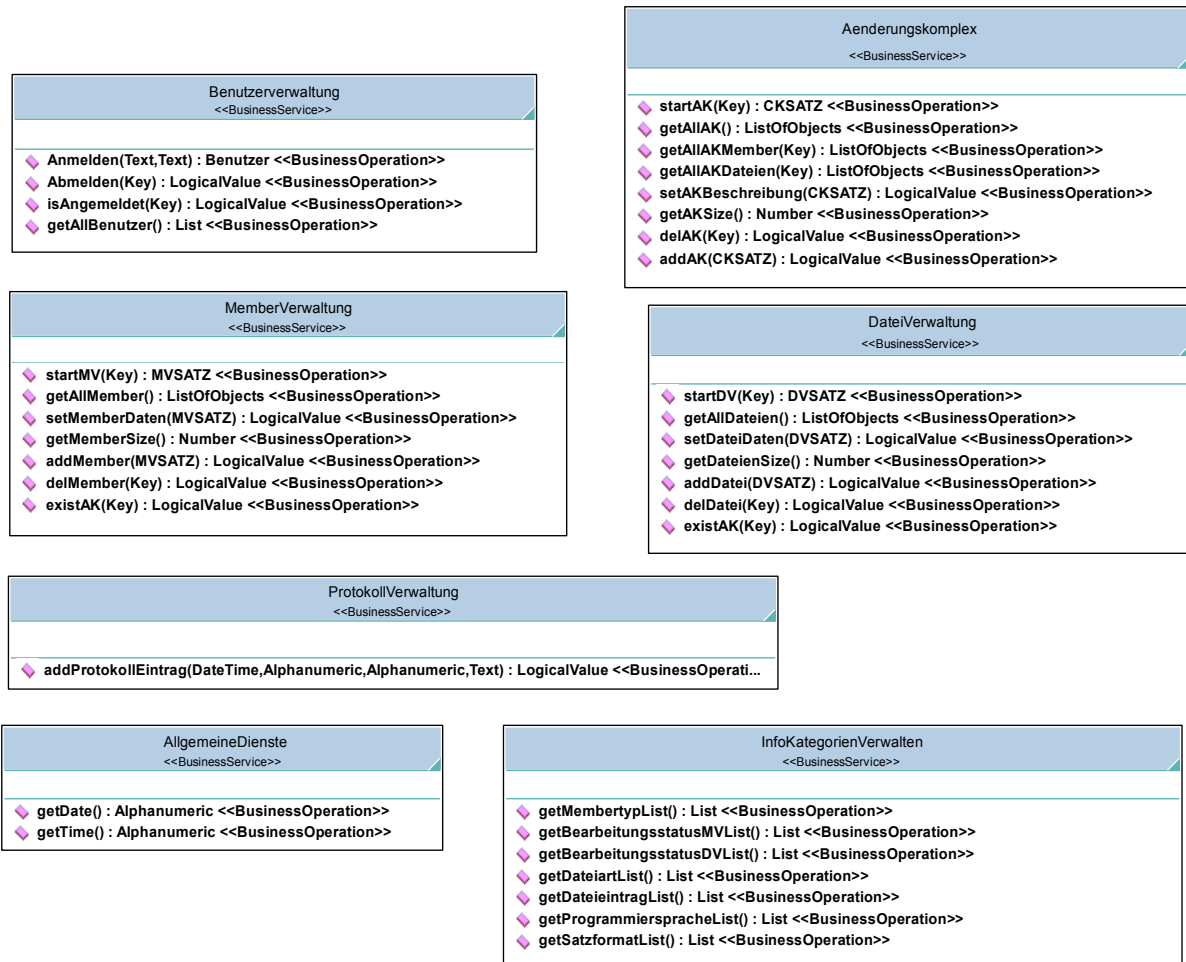 Benutzerverwaltung
<<BusinessService>>
Anmelden(Text,Text) : Benutzer <<BusinessOperation>>
Abmelden(Key) : LogicalValue <<BusinessOperation>>
isAngemeldet(Key) : LogicalValue <<BusinessOperation>>
getAllBenutzer() : List <<BusinessOperation>>
Aenderungskomplex
<<BusinessService>>
startAK(Key) : CKSATZ <<BusinessOperation>>
getAllAK() : ListOfObjects <<BusinessOperation>>
getAllAKMember(Key) : ListOfObjects <<BusinessOperation>>
getAllAKDateien(Key) : ListOfObjects <<BusinessOperation>>
setAKBeschreibung(CKSATZ) : LogicalValue <<BusinessOperation>>
getAKSize() : Number <<BusinessOperation>>
delAK(Key) : LogicalValue <<BusinessOperation>>
addAK(CKSATZ) : LogicalValue <<BusinessOperation>>
MemberVerwaltung
<<BusinessService>>
startMV(Key) : MVSATZ <<BusinessOperation>>
getAllMember() : ListOfObjects <<BusinessOperation>>
setMemberDaten(MVSATZ) : LogicalValue <<BusinessOperation>>
getMemberSize() : Number <<BusinessOperation>>
addMember(MVSATZ) : LogicalValue <<BusinessOperation>>
delMember(Key) : LogicalValue <<BusinessOperation>>
existAK(Key) : LogicalValue <<BusinessOperation>>
DateiVerwaltung
<<BusinessService>>
startDV(Key) : DVSATZ <<BusinessOperation>>
getAllDateien() : ListOfObjects <<BusinessOperation>>
setDateiDaten(DVSATZ) : LogicalValue <<BusinessOperation>>
getDateienSize() : Number <<BusinessOperation>>
addDatei(DVSATZ) : LogicalValue <<BusinessOperation>>
delDatei(Key) : LogicalValue <<BusinessOperation>>
existAK(Key) : LogicalValue <<BusinessOperation>>
ProtokollVerwaltung
<<BusinessService>>
addProtokollEintrag(DateTime,Alphanumeric,Alphanumeric,Text) : LogicalValue <<BusinessOperati...
AllgemeineDienste
<<BusinessService>>
getDate() : Alphanumeric <<BusinessOperation>>
getTime() : Alphanumeric <<BusinessOperation>>
InfoKategorienVerwalten
<<BusinessService>>
getMembertypList() : List <<BusinessOperation>>
getBearbeitungsstatusMVList() : List <<BusinessOperation>>
getBearbeitungsstatusDVList() : List <<BusinessOperation>>
getDateiartList() : List <<BusinessOperation>>
getDateieintragList() : List <<BusinessOperation>>
getProgrammierspracheList() : List <<BusinessOperation>>
getSatzformatList() : List <<BusinessOperation>>